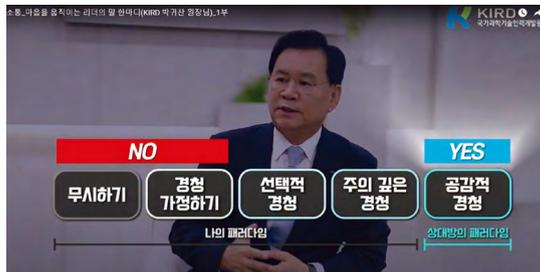 소통_마음을 움직이는 리더의 말 한마디(KIRD 박귀찬 원장님)_1부
KIRD
국가과학기술인력개발원
NO
YES
무시하기
경청
가정하기
선택적
경청
주의 깊은
경청
공감적
경청
나의 패러다임
상대방의 패러다임